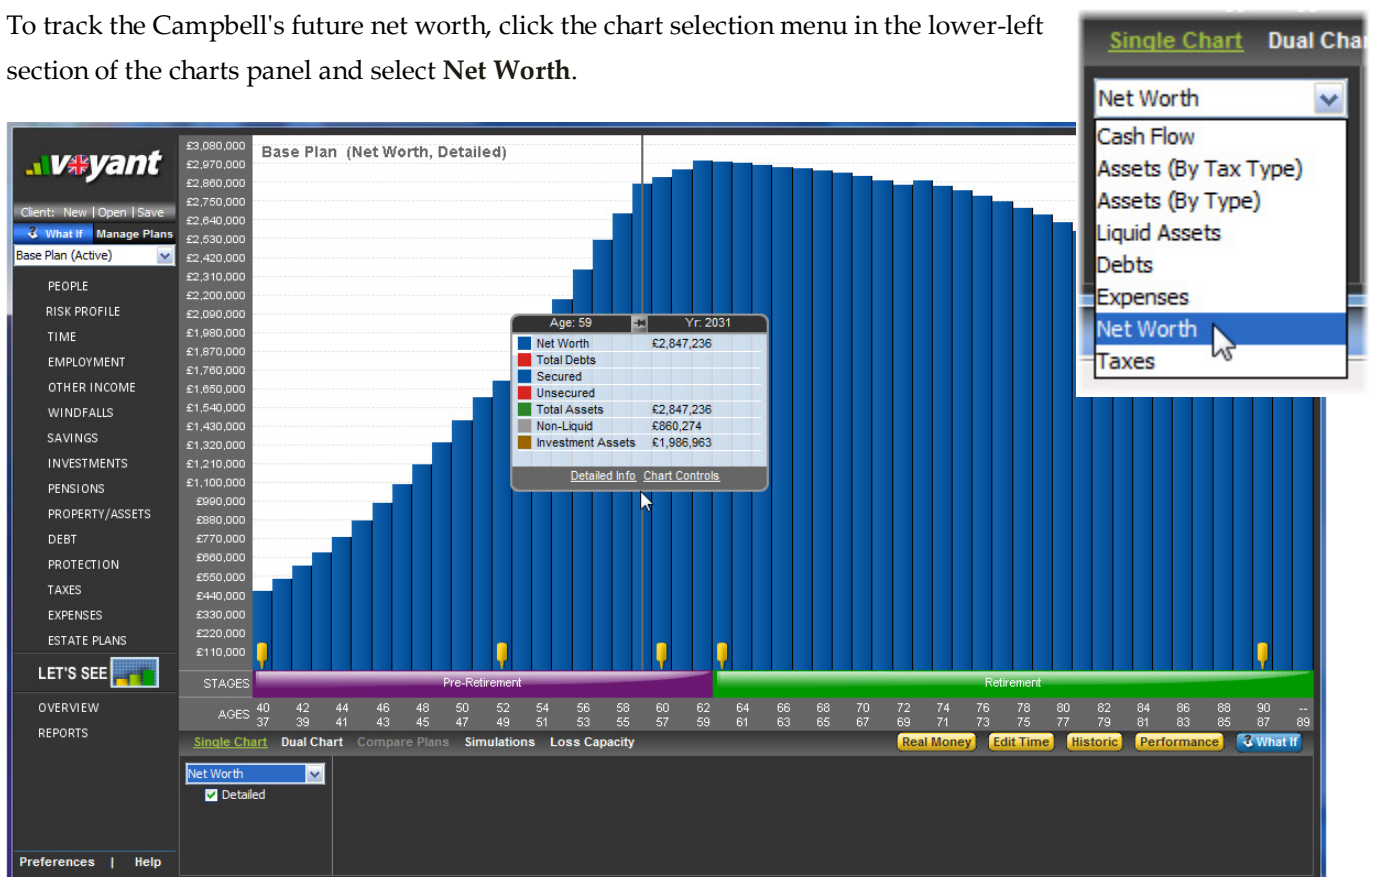 To track the Campbell's future net worth, click the chart selection menu in the lower-left
section of the charts panel and select Net Worth.
Single Chart Dual Cha
Net Worth
Cash Flow
Assets (By Tax Type)
Assets (By Type)
Liquid Assets
Debts
Expenses
Net Worth
Taxes
voyant
Client: New | Open | Save
What If Manage Plans
Base Plan (Active)
PEOPLE
RISK PROFILE
TIME
EMPLOYMENT
OTHER INCOME
WINDFALLS
SAVINGS
INVESTMENTS
PENSIONS
PROPERTY/ASSETS
DEBT
PROTECTION
TAXES
EXPENSES
ESTATE PLANS
LET'S SEE
OVERVIEW
REPORTS
Preferences | Help
Base Plan (Net Worth, Detailed)
£3,080,000
£2,970,000
£2,860,000
£2,750,000
£2,640,000
£2,530,000
£2,420,000
£2,310,000
£2,200,000
£2,090,000
£1,980,000
£1,870,000
£1,760,000
£1,650,000
£1,540,000
£1,430,000
£1,320,000
£1,210,000
£1,100,000
£990,000
£880,000
£770,000
£660,000
£550,000
£440,000
£330,000
£220,000
£110,000
Age: 59 Yr: 2031
Net Worth £2,847,236
Total Debts
Secured
Unsecured
Total Assets £2,847,236
Non-Liquid £860,274
Investment Assets £1,986,963
Detailed Info Chart Controls
STAGES Pre-Retirement Retirement
AGES 40 42 44 46 48 50 52 54 56 58 60 62 64 66 68 70 72 74 76 78 80 82 84 86 88 90 --
37 39 41 43 45 47 49 51 53 55 57 59 61 63 65 67 69 71 73 75 77 79 81 83 85 87 89
Single Chart Dual Chart Compare Plans Simulations Loss Capacity Real Money Edit Time Historic Performance What If
Net Worth
Detailed